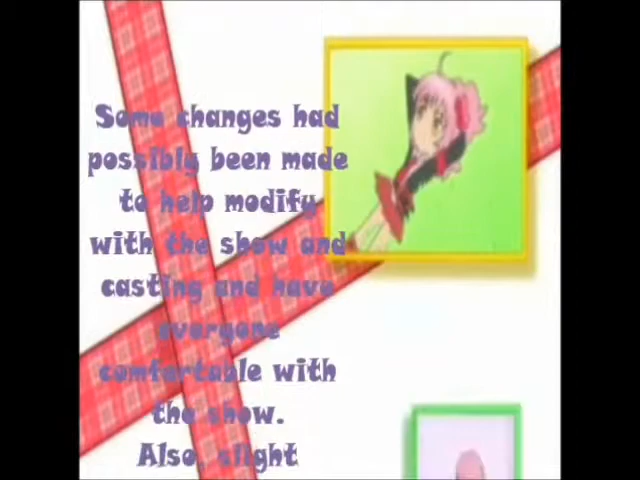 Some changes had
possibly been made
to help modify
with the show and
casting and have
everyone
comfortable with
the show.
Also, slight